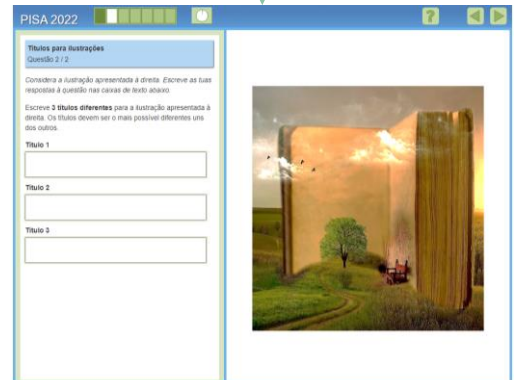 PISA 2022
?
Títulos para ilustrações
Questão 2 / 2
Considera a ilustração apresentada à direita. Escreve as tuas
respostas à questão nas caixas de texto abaixo.
Escreve 3 títulos diferentes para a ilustração apresentada à
direita. Os títulos devem ser o mais possível diferentes uns
dos outros.
Título 1
Título 2
Título 3